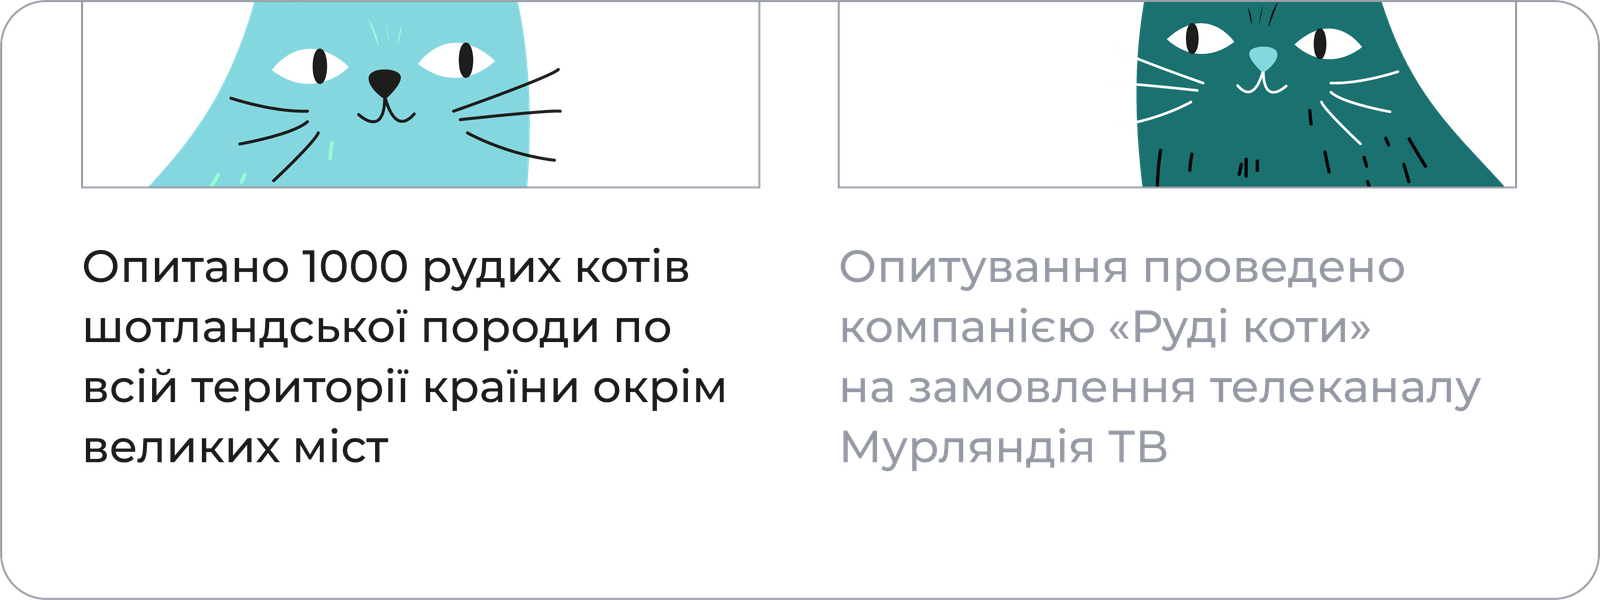 Опитано 1000 рудих котів
шотландської породи по
всій території країни окрім
великих міст
Опитування проведено
компанією «Руді коти»
на замовлення телеканалу
Мурляндія ТВ